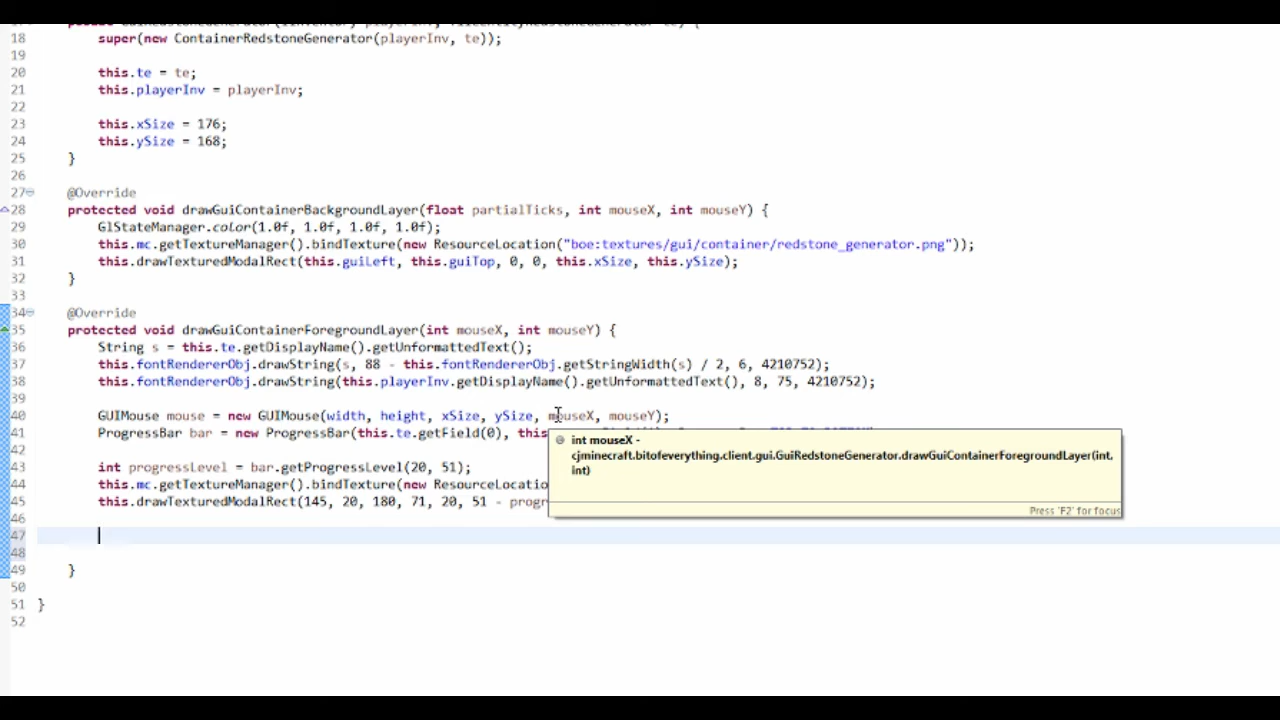 18 super(new ContainerRedstoneGenerator(playerInv, te));
19
20 this.te = te;
21 this.playerInv = playerInv;
22
23 this.xSize = 176;
24 this.ySize = 168;
25 }
26
27 @Override
28 protected void drawGuiContainerBackgroundLayer(float partialTicks, int mouseX, int mouseY) {
29 GlStateManager.color(1.0f, 1.0f, 1.0f, 1.0f);
30 this.mc.getTextureManager().bindTexture(new ResourceLocation("boe:textures/gui/container/redstone_generator.png"));
31 this.drawTexturedModalRect(this.guiLeft, this.guiTop, 0, 0, this.xSize, this.ySize);
32 }
33
34 @Override
35 protected void drawGuiContainerForegroundLayer(int mouseX, int mouseY) {
36 String s = this.te.getDisplayName().getUnformattedText();
37 this.fontRendererObj.drawString(s, 88 - this.fontRendererObj.getStringWidth(s) / 2, 6, 4210752);
38 this.fontRendererObj.drawString(this.playerInv.getDisplayName().getUnformattedText(), 8, 75, 4210752);
39
40 GUIMouse mouse = new GUIMouse(width, height, xSize, ySize, mouseX, mouseY);
41 ProgressBar bar = new ProgressBar(this.te.getField(0), this
int mouseX -
cjminecraft.bitofeverything.client.gui.GuiRedstoneGenerator.drawGuiContainerForegroundLayer(int,
int)
Press 'F2' for focus
42
43 int progressLevel = bar.getProgressLevel(20, 51);
44 this.mc.getTextureManager().bindTexture(new ResourceLocatio
45 this.drawTexturedModalRect(145, 20, 180, 71, 20, 51 - progr
46
47
48
49 }
50
51 }
52